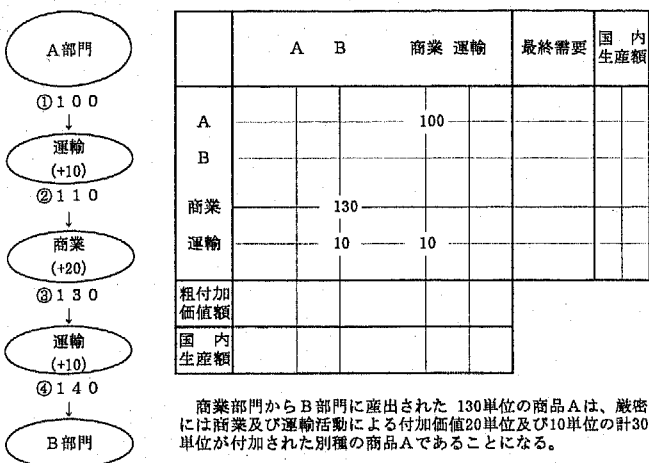 A部門
①100
↓
運輸
(+10)
②110
↓
商業
(+20)
③130
↓
運輸
(+10)
④140
↓
B部門
A B 商業 運輸 最終需要 国内生産額
A 100
B
商業 130
運輸 10 10
粗付加価値額
国内生産額
商業部門からB部門に産出された 130単位の商品Aは、厳密
には商業及び運輸活動による付加価値20単位及び10単位の計30
単位が付加された別種の商品Aであることになる。